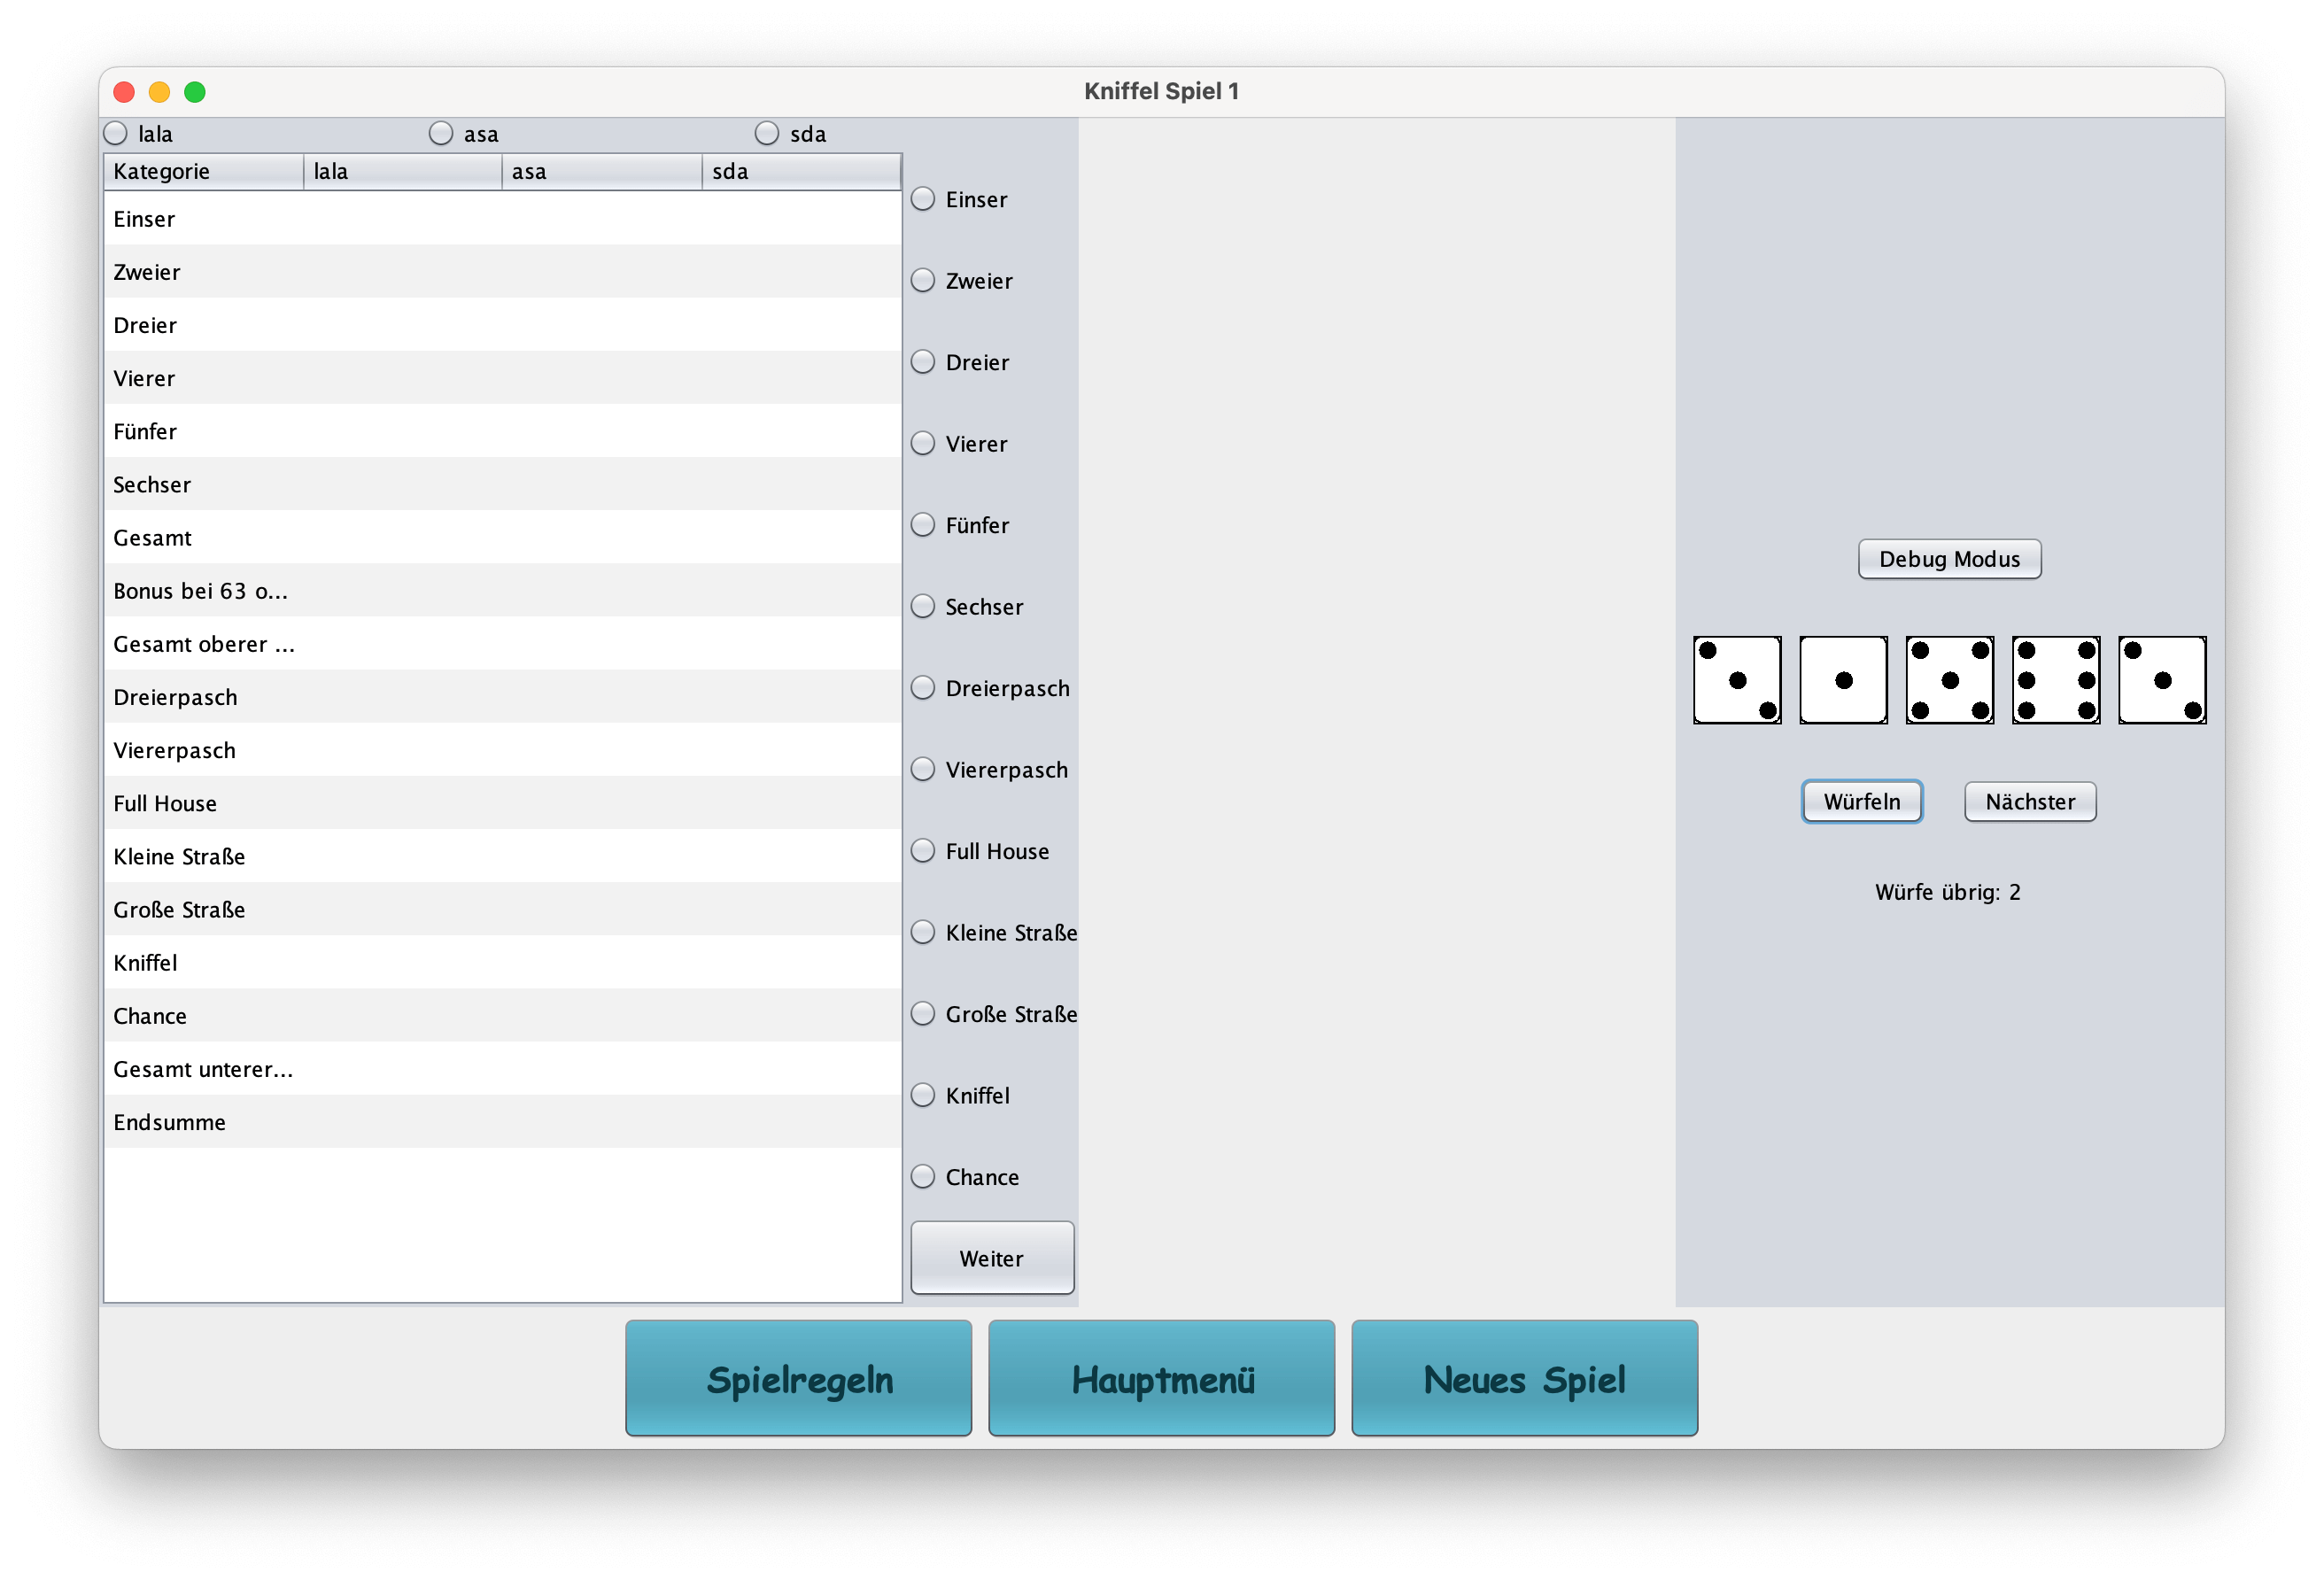 Kniffel Spiel 1
lala asa sda
Kategorie lala asa sda
Einser
Zweier
Dreier
Vierer
Fünfer
Sechser
Gesamt
Bonus bei 63 o...
Gesamt oberer ...
Dreierpasch
Viererpasch
Full House
Kleine Straße
Große Straße
Kniffel
Chance
Gesamt unterer...
Endsumme
Einser
Zweier
Dreier
Vierer
Fünfer
Sechser
Dreierpasch
Viererpasch
Full House
Kleine Straße
Große Straße
Kniffel
Chance
Weiter
Debug Modus
Würfeln Nächster
Würfe übrig: 2
Spielregeln Hauptmenü Neues Spiel